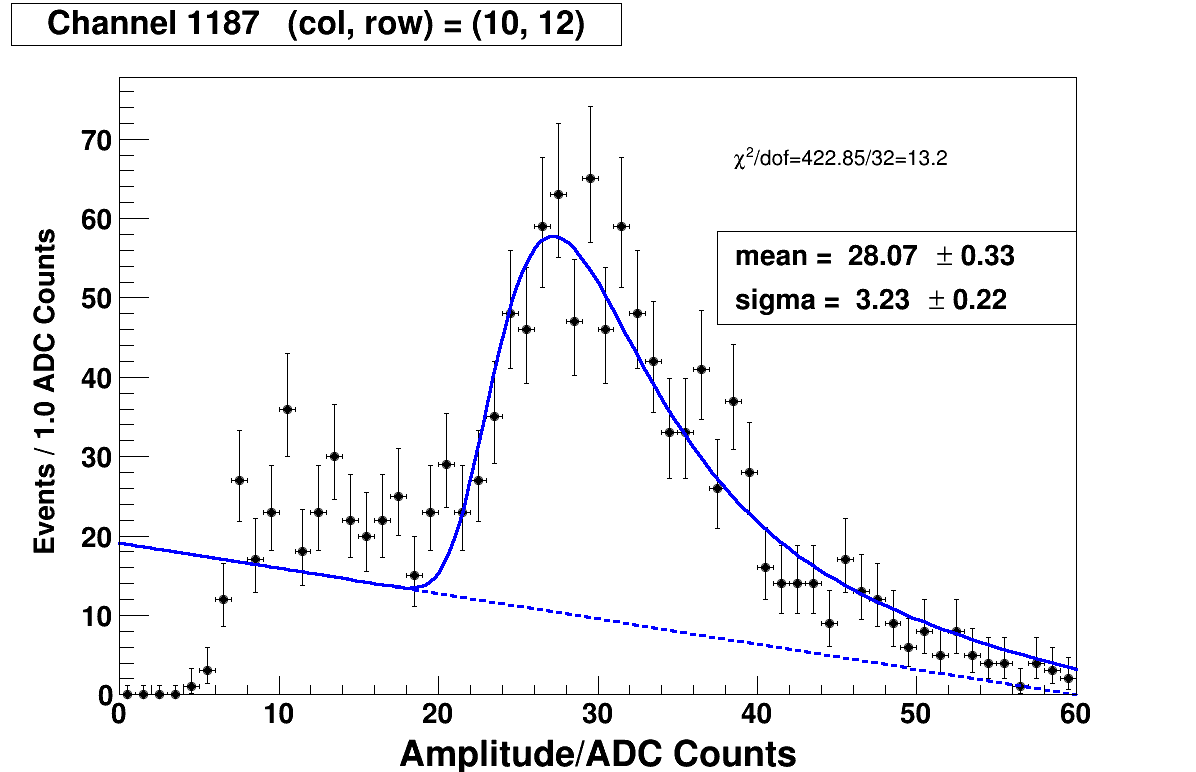 Channel 1187 (col, row) = (10, 12)
70
60
50
40
30
20
10
0
Events / 1.0 ADC Counts
χ²/dof=422.85/32=13.2
mean = 28.07 ± 0.33
sigma = 3.23 ± 0.22
0 10 20 30 40 50 60
Amplitude/ADC Counts